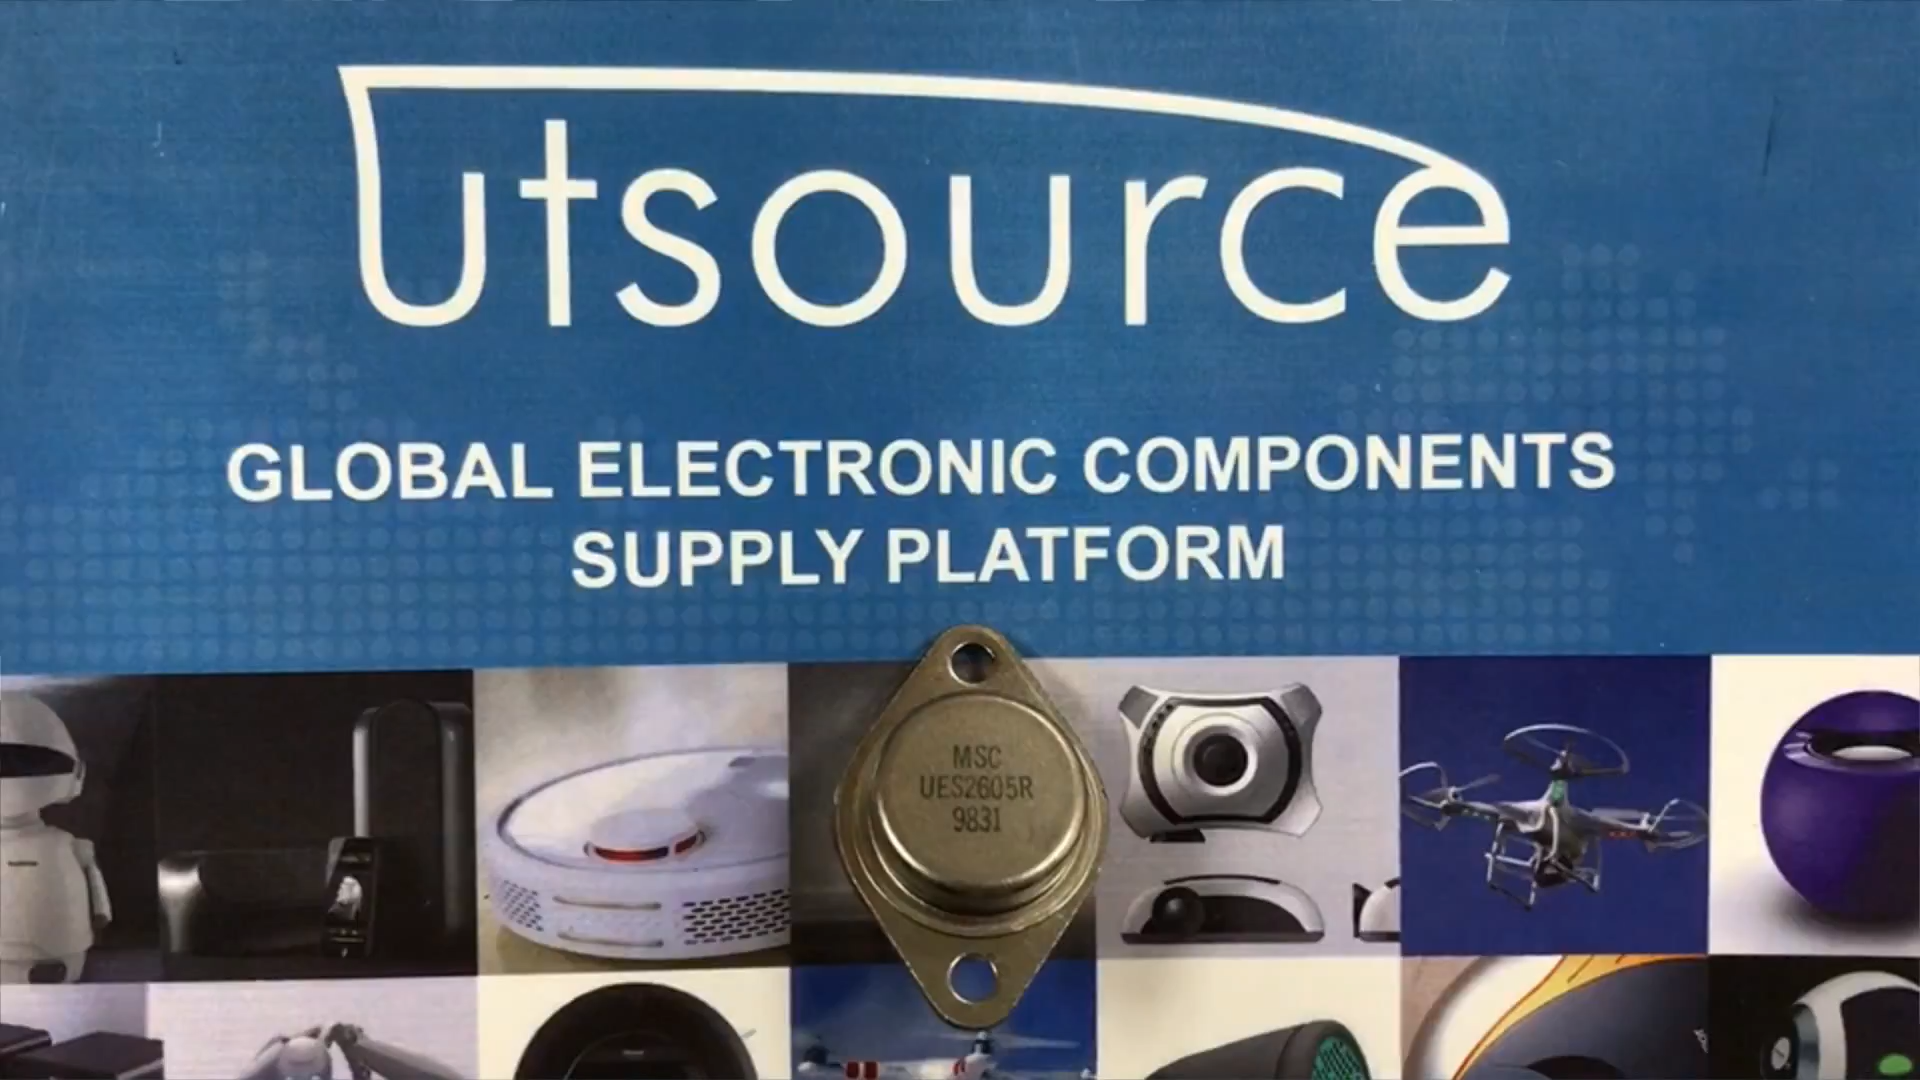 utsource
GLOBAL ELECTRONIC COMPONENTS
SUPPLY PLATFORM
MSC
UES2605R
9831